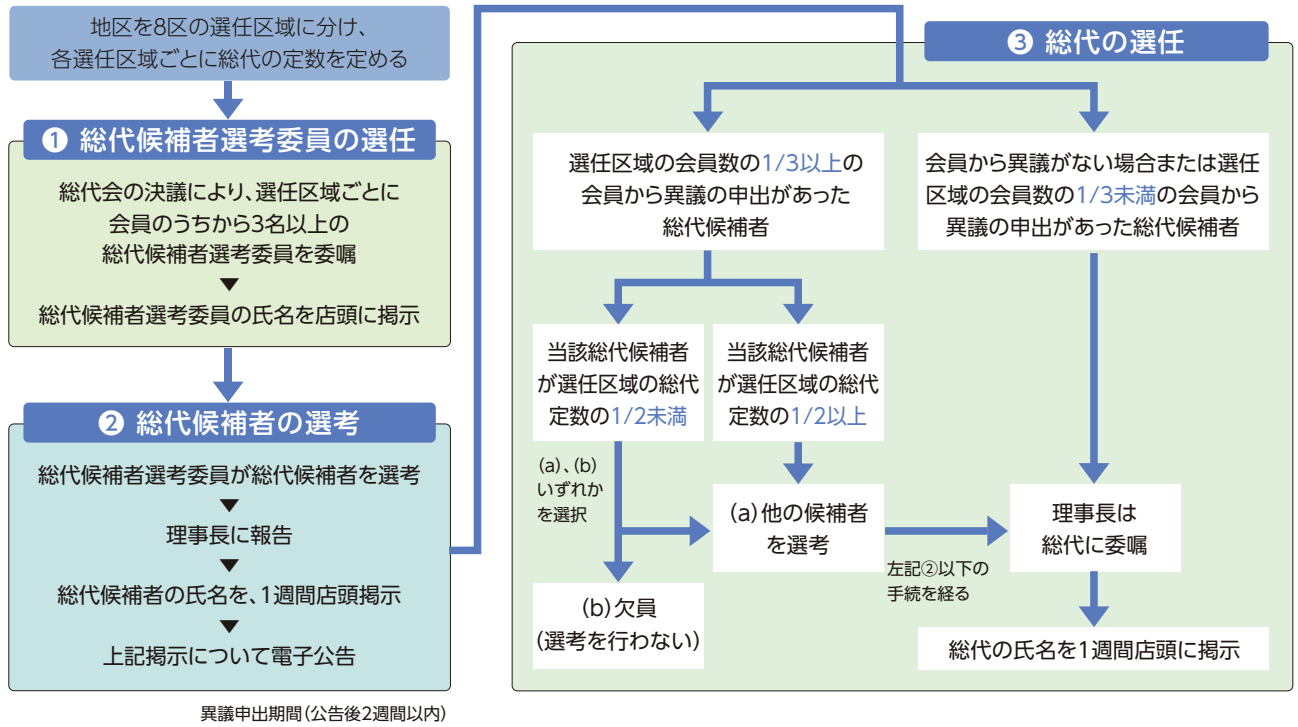 地区を8区の選任区域に分け、
各選任区域ごとに総代の定数を定める
❶ 総代候補者選考委員の選任
総代会の決議により、選任区域ごとに
会員のうちから3名以上の
総代候補者選考委員を委嘱
▼
総代候補者選考委員の氏名を店頭に掲示
❷ 総代候補者の選考
総代候補者選考委員が総代候補者を選考
▼
理事長に報告
▼
総代候補者の氏名を、1週間店頭掲示
▼
上記掲示について電子公告
異議申出期間(公告後2週間以内)
❸ 総代の選任
選任区域の会員数の1/3以上の
会員から異議の申出があった
総代候補者
会員から異議がない場合または選任
区域の会員数の1/3未満の会員から
異議の申出があった総代候補者
当該総代候補者
が選任区域の総代
定数の1/2未満
当該総代候補者
が選任区域の総代
定数の1/2以上
(a)、(b)
いずれか
を選択
(a)他の候補者
を選考
左記②以下の
手続を経る
理事長は
総代に委嘱
(b)欠員
(選考を行わない)
総代の氏名を1週間店頭に掲示